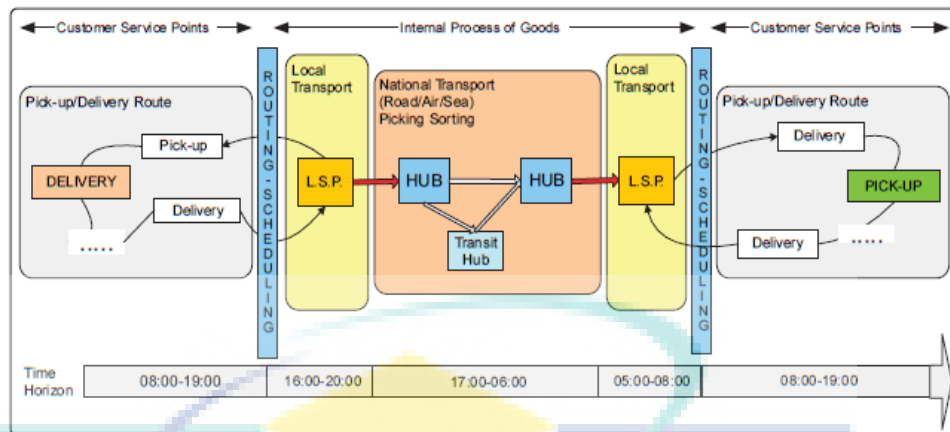 Customer Service Points
Internal Process of Goods
Customer Service Points
Pick-up/Delivery Route
Pick-up
DELIVERY
Delivery
.....
ROUTING-SCHEDULING
Local
Transport
L.S.P.
National Transport
(Road/Air/Sea)
Picking Sorting
HUB
HUB
Transit
Hub
Local
Transport
L.S.P.
ROUTING-SCHEDULING
Pick-up/Delivery Route
Delivery
PICK-UP
Delivery
.....
Time
Horizon
08:00-19:00
16:00-20:00
17:00-06:00
05:00-08:00
08:00-19:00